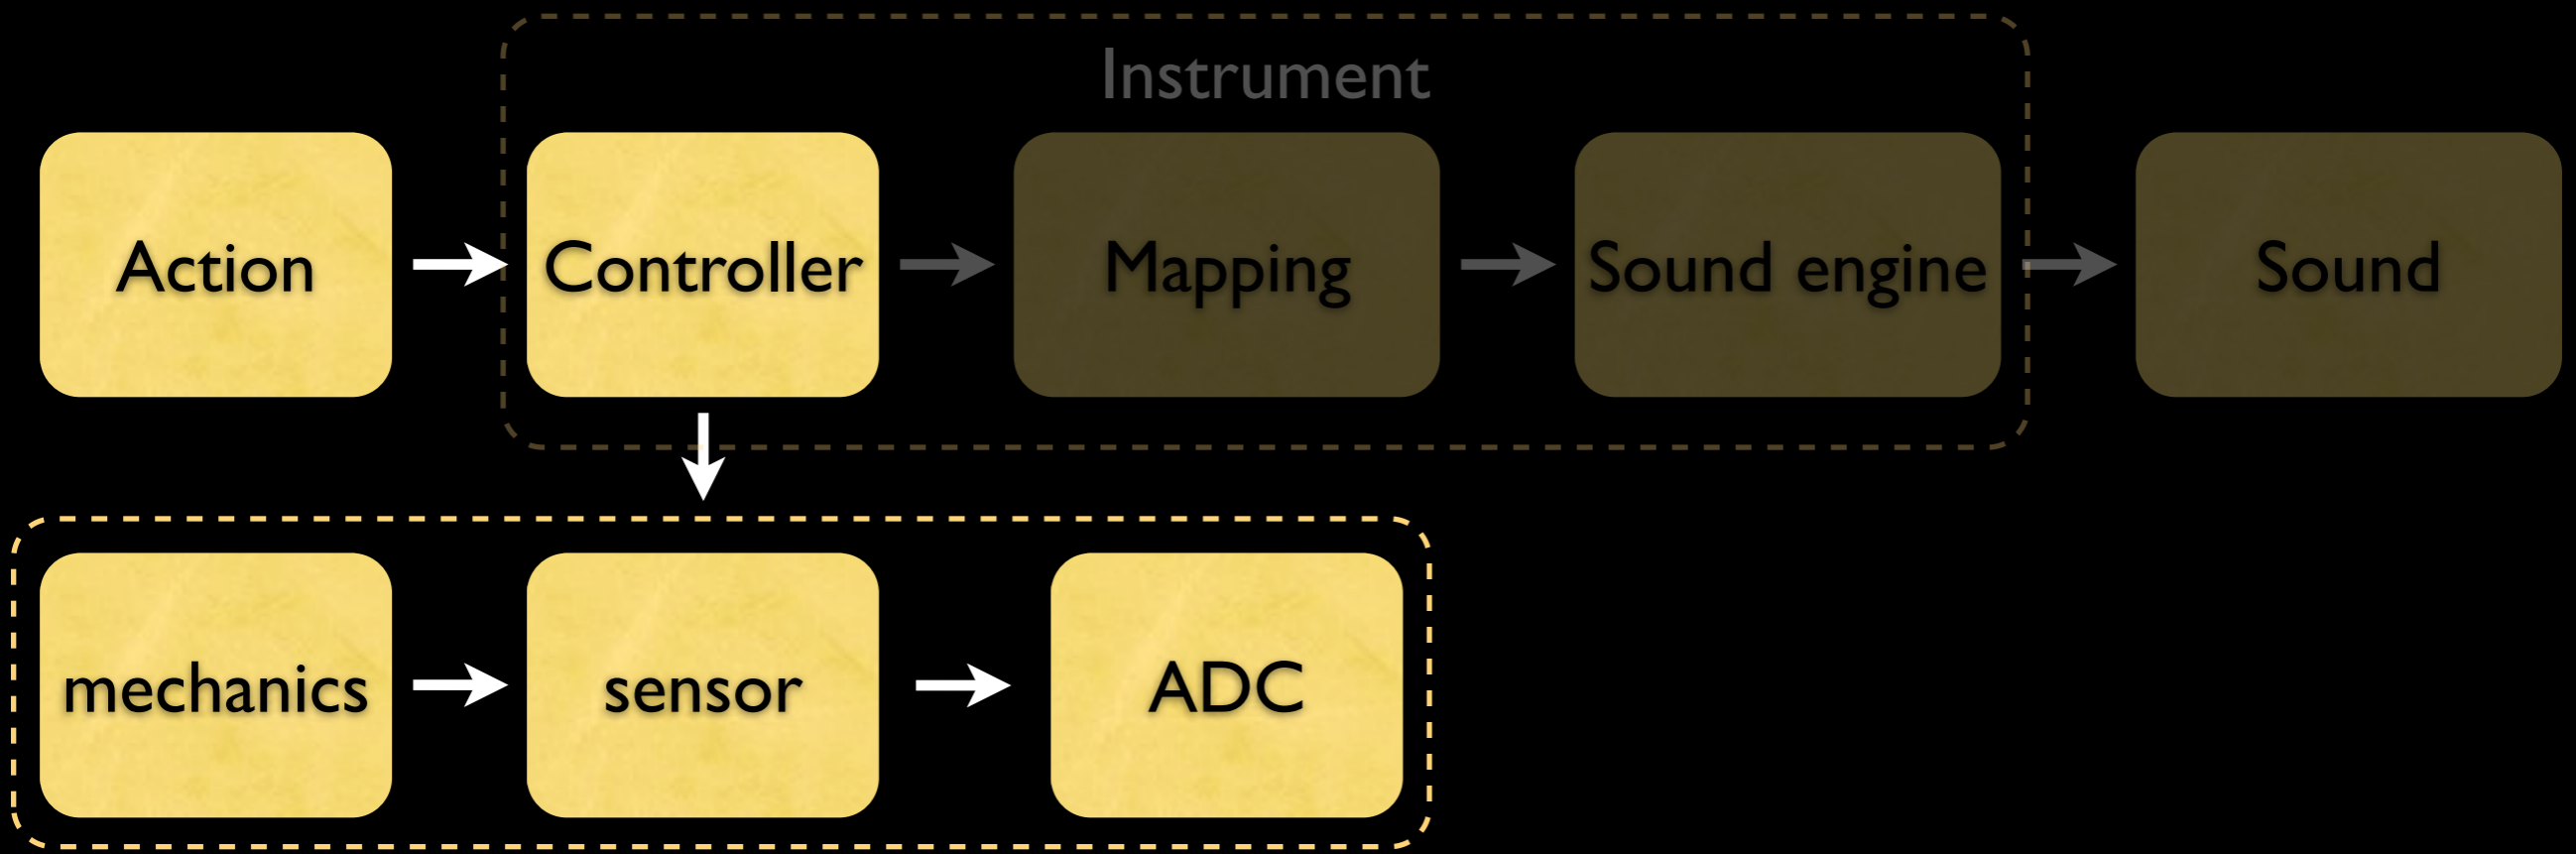 Instrument
Action
Controller
Mapping
Sound engine
Sound
mechanics
sensor
ADC